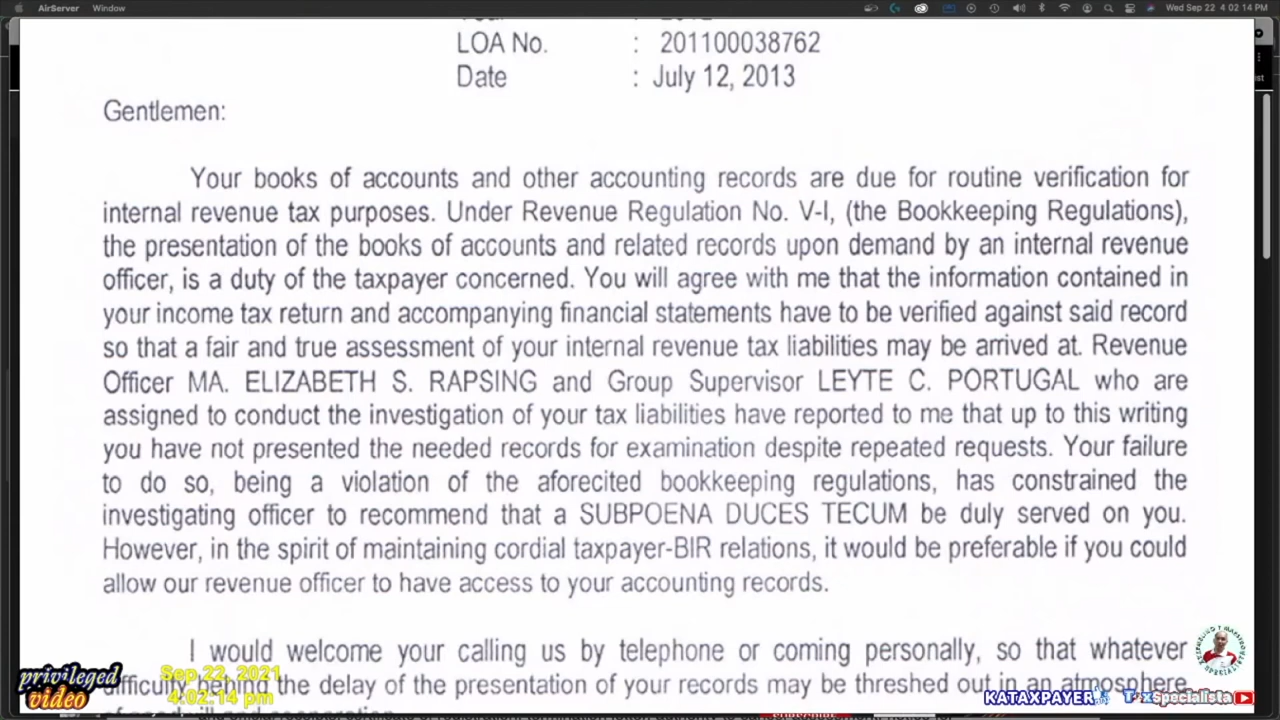 AirServer Window Wed Sep 22 4:02:14 PM
LOA No. : 201100038762
Date : July 12, 2013
Gentlemen:
Your books of accounts and other accounting records are due for routine verification for
internal revenue tax purposes. Under Revenue Regulation No. V-I, (the Bookkeeping Regulations),
the presentation of the books of accounts and related records upon demand by an internal revenue
officer, is a duty of the taxpayer concerned. You will agree with me that the information contained in
your income tax return and accompanying financial statements have to be verified against said record
so that a fair and true assessment of your internal revenue tax liabilities may be arrived at. Revenue
Officer MA. ELIZABETH S. RAPSING and Group Supervisor LEYTE C. PORTUGAL who are
assigned to conduct the investigation of your tax liabilities have reported to me that up to this writing
you have not presented the needed records for examination despite repeated requests. Your failure
to do so, being a violation of the aforecited bookkeeping regulations, has constrained the
investigating officer to recommend that a SUBPOENA DUCES TECUM be duly served on you.
However, in the spirit of maintaining cordial taxpayer-BIR relations, it would be preferable if you could
allow our revenue officer to have access to your accounting records.
I would welcome your calling us by telephone or coming personally, so that whatever
the delay of the presentation of your records may be threshed out in an atmosphere
privileged
video
Sep 22, 2021
4:02:14 pm
KATAXPAYER
Taxspecialista